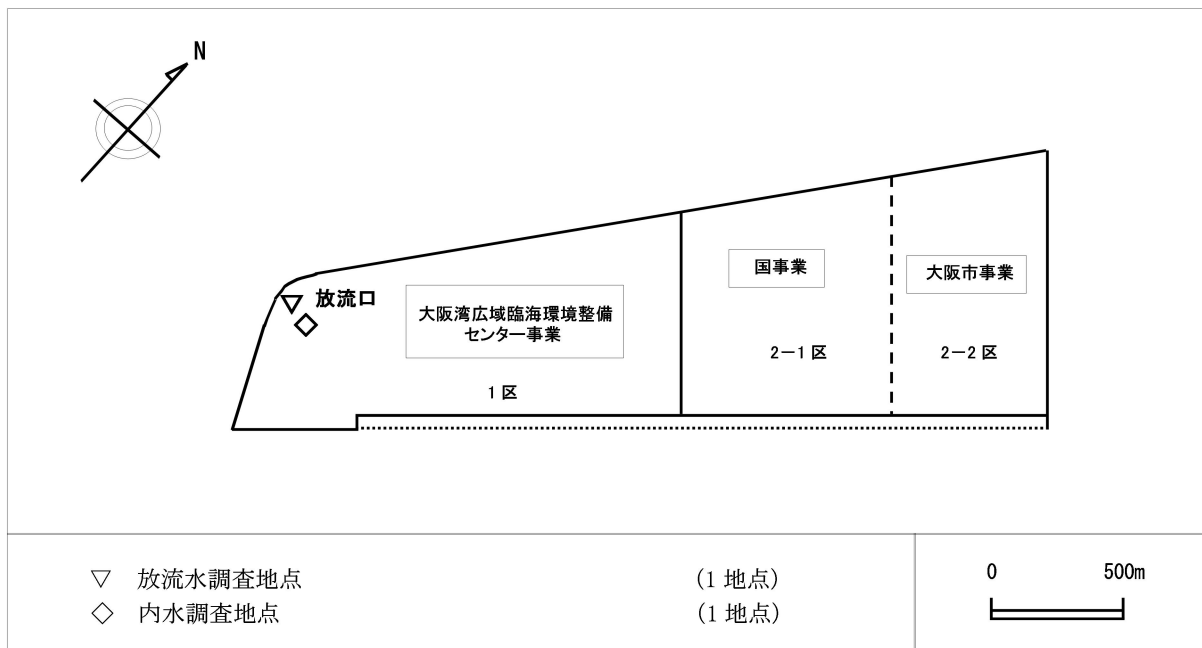 N
放流口
大阪湾広域臨海環境整備
センター事業
1 区
国事業
2－1 区
大阪市事業
2－2 区
▽ 放流水調査地点 (1 地点)
◇ 内水調査地点 (1 地点)
0 500m